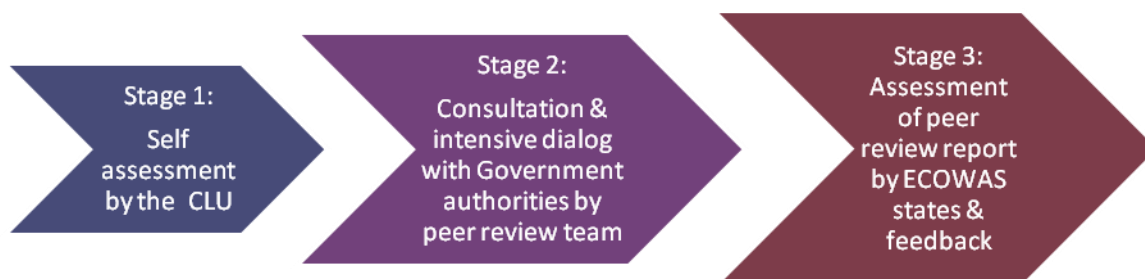 Stage 1:
Self
assessment
by the CLU
Stage 2:
Consultation &
intensive dialog
with Government
authorities by
peer review team
Stage 3:
Assessment
of peer
review report
by ECOWAS
states &
feedback